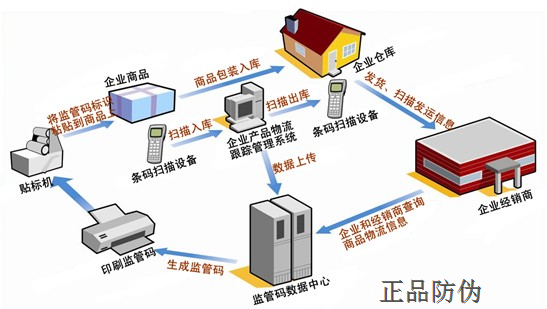 企业商品
商品包装入库
企业仓库
将监管码标识
粘贴到商品上
扫描入库
扫描出库
发货、扫描发运信息
贴标机
条码扫描设备
企业产品物流
跟踪管理系统
条码扫描设备
数据上传
企业经销商
企业和经销商查询
商品物流信息
印刷监管码
生成监管码
监管码数据中心
正品防伪